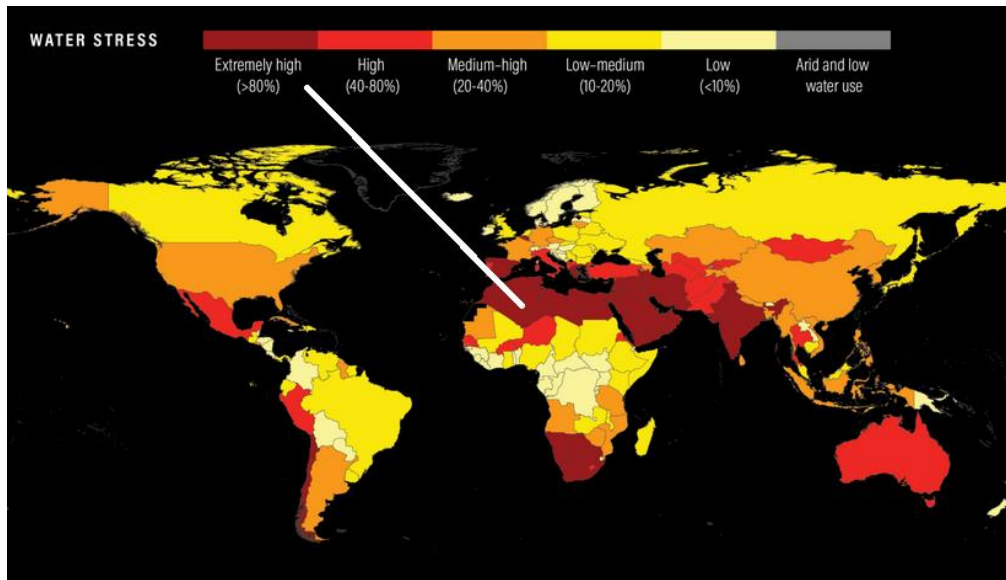 WATER STRESS
Extremely high
(>80%)
High
(40-80%)
Medium–high
(20-40%)
Low–medium
(10-20%)
Low
(<10%)
Arid and low
water use